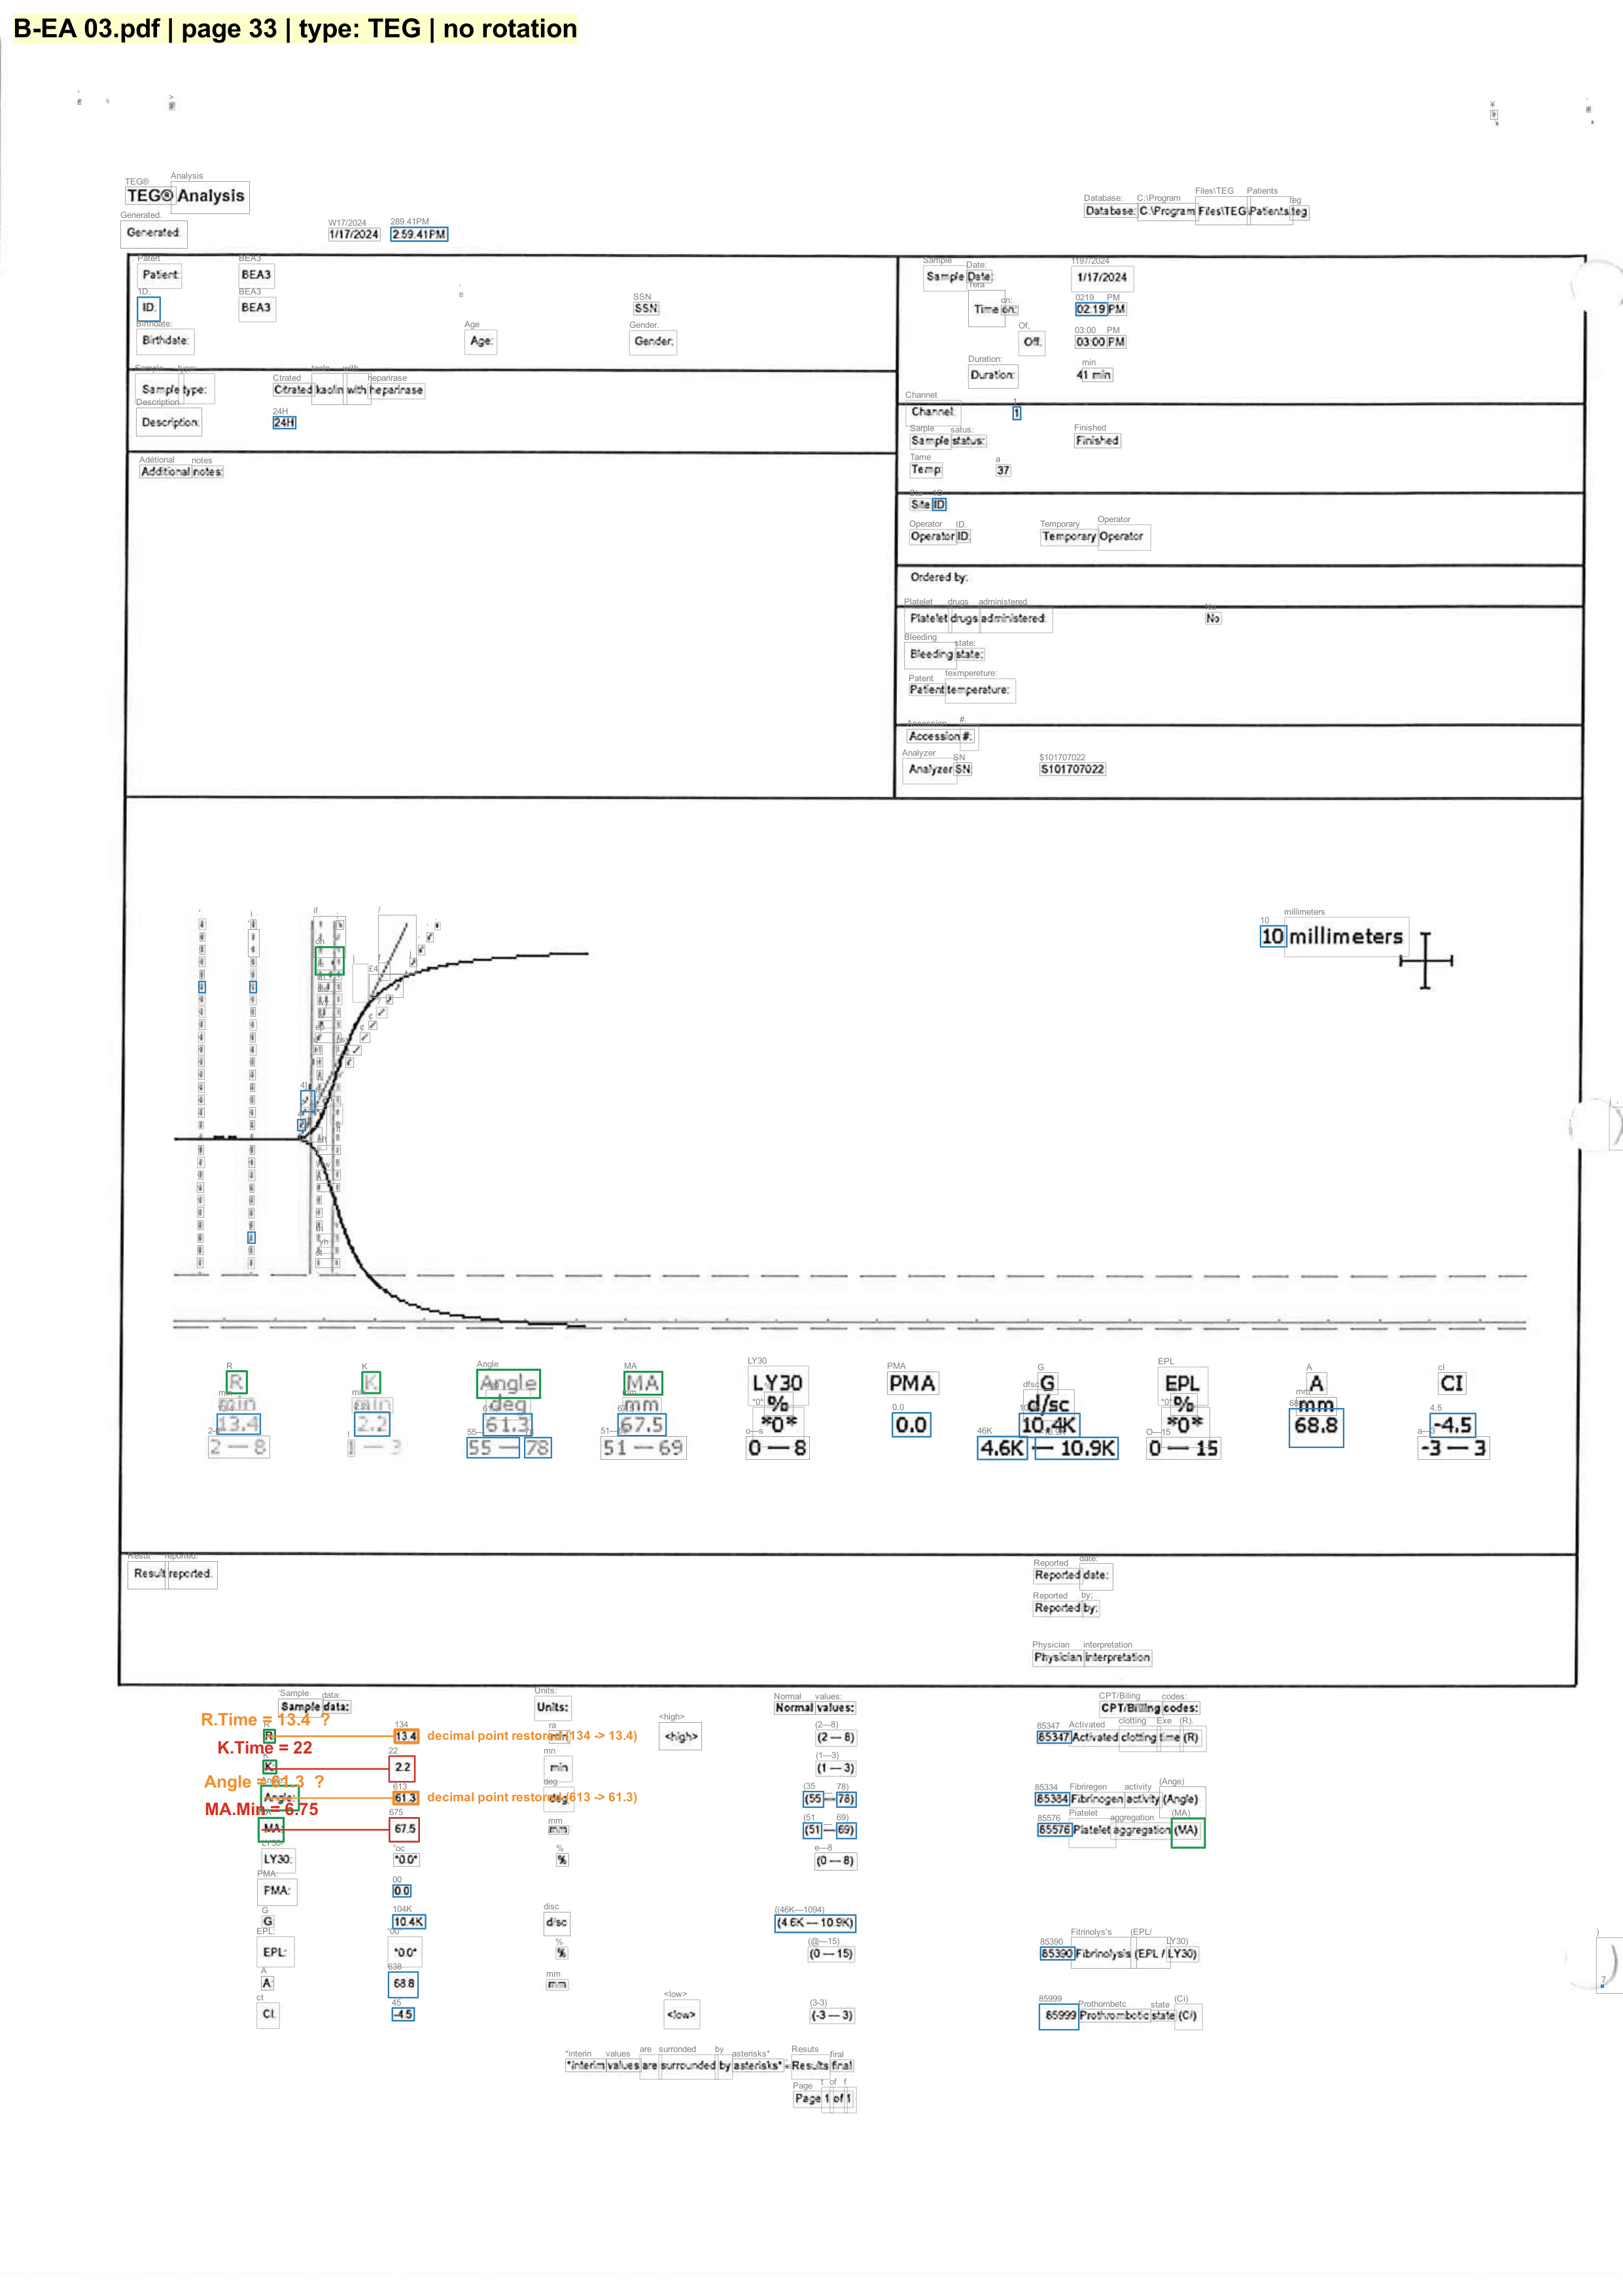 B-EA 03.pdf | page 33 | type: TEG | no rotation
TEG® Analysis
Database: C:\Program Files\TEG\Patients.teg
Generated: 1/17/2024 2:59:41PM
Patient: BEA3
ID: BEA3
SSN:
Birthdate: Age: Gender:
Sample type: Citrated kaolin with heparinase
Description: 24H
Additional notes:
Sample Date: 1/17/2024
Time on: 02:19 PM
Off: 03:00 PM
Duration: 41 min
Channel: 1
Sample status: Finished
Temp: 37
Site ID
Operator ID: Temporary Operator
Ordered by:
Platelet drugs administered: No
Bleeding state:
Patient temperature:
Accession #:
Analyzer SN S101707022
10 millimeters
R K Angle MA LY30 PMA G EPL A CI
min min deg mm % d/sc % mm
13.4 2.2 61.3 67.5 *0* 0.0 10.4K *0* 68.8 -4.5
2 — 8 1 — 3 55 — 78 51 — 69 0 — 8 4.6K — 10.9K 0 — 15 -3 — 3
Result reported:
Reported date:
Reported by:
Physician interpretation
Sample data: Units: Normal values: CPT/Billing codes:
R.Time = 13.4 ?
R: 13.4 decimal point restored (134 -> 13.4) min <high> (2 — 8) 85347 Activated clotting time (R)
K.Time = 22
K: 2.2 min (1 — 3)
Angle = 61.3 ?
Angle: 61.3 decimal point restored (613 -> 61.3) deg (55 — 78) 85384 Fibrinogen activity (Angle)
MA.Min = 6.75
MA: 67.5 mm (51 — 69) 85576 Platelet aggregation (MA)
LY30: *0.0* % (0 — 8)
PMA: 0.0
G: 10.4K d/sc (4.6K — 10.9K)
EPL: *0.0* % (0 — 15) 85390 Fibrinolysis (EPL / LY30)
A: 68.8 mm
CI: -4.5 <low> (-3 — 3) 85999 Prothrombotic state (CI)
*interim values are surrounded by asterisks* - Results final
Page 1 of 1